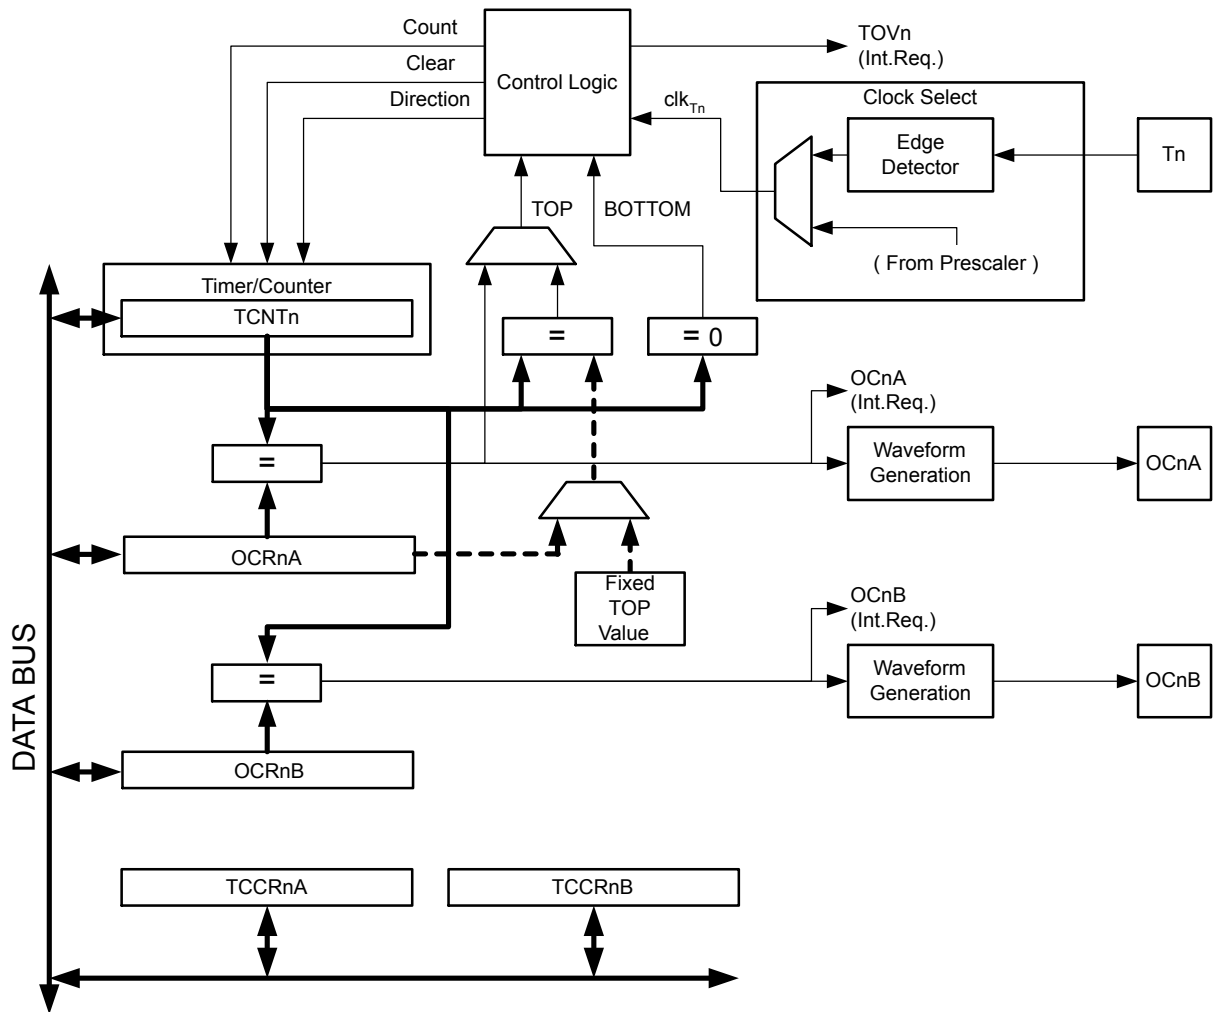 Count
Clear
Direction
Control Logic
TOVn
(Int.Req.)
clkTn
Clock Select
Edge
Detector
Tn
( From Prescaler )
TOP
BOTTOM
Timer/Counter
TCNTn
=
= 0
OCnA
(Int.Req.)
=
Waveform
Generation
OCnA
OCRnA
Fixed
TOP
Value
OCnB
(Int.Req.)
=
Waveform
Generation
OCnB
OCRnB
DATA BUS
TCCRnA
TCCRnB